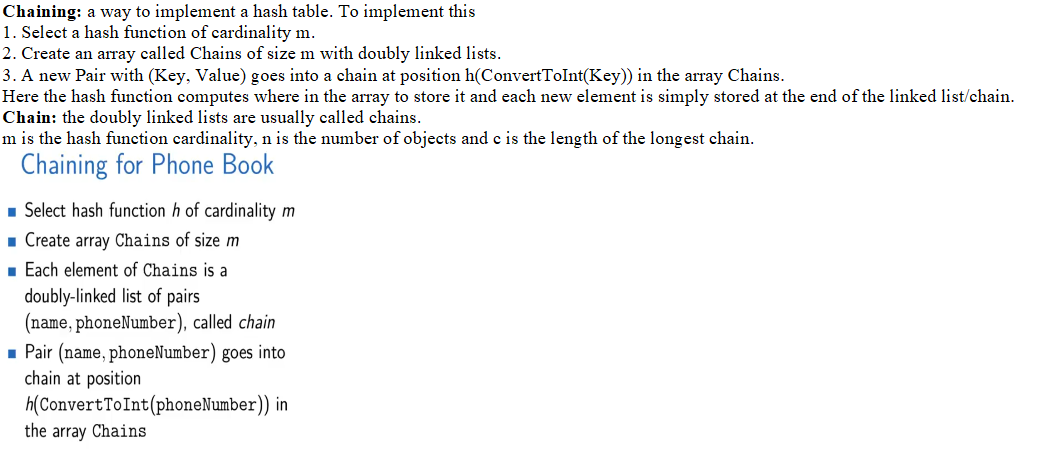 Chaining: a way to implement a hash table. To implement this
1. Select a hash function of cardinality m.
2. Create an array called Chains of size m with doubly linked lists.
3. A new Pair with (Key, Value) goes into a chain at position h(ConvertToInt(Key)) in the array Chains.
Here the hash function computes where in the array to store it and each new element is simply stored at the end of the linked list/chain.
Chain: the doubly linked lists are usually called chains.
m is the hash function cardinality, n is the number of objects and c is the length of the longest chain.
Chaining for Phone Book
■ Select hash function h of cardinality m
■ Create array Chains of size m
■ Each element of Chains is a
doubly-linked list of pairs
(name, phoneNumber), called chain
■ Pair (name, phoneNumber) goes into
chain at position
h(ConvertToInt(phoneNumber)) in
the array Chains